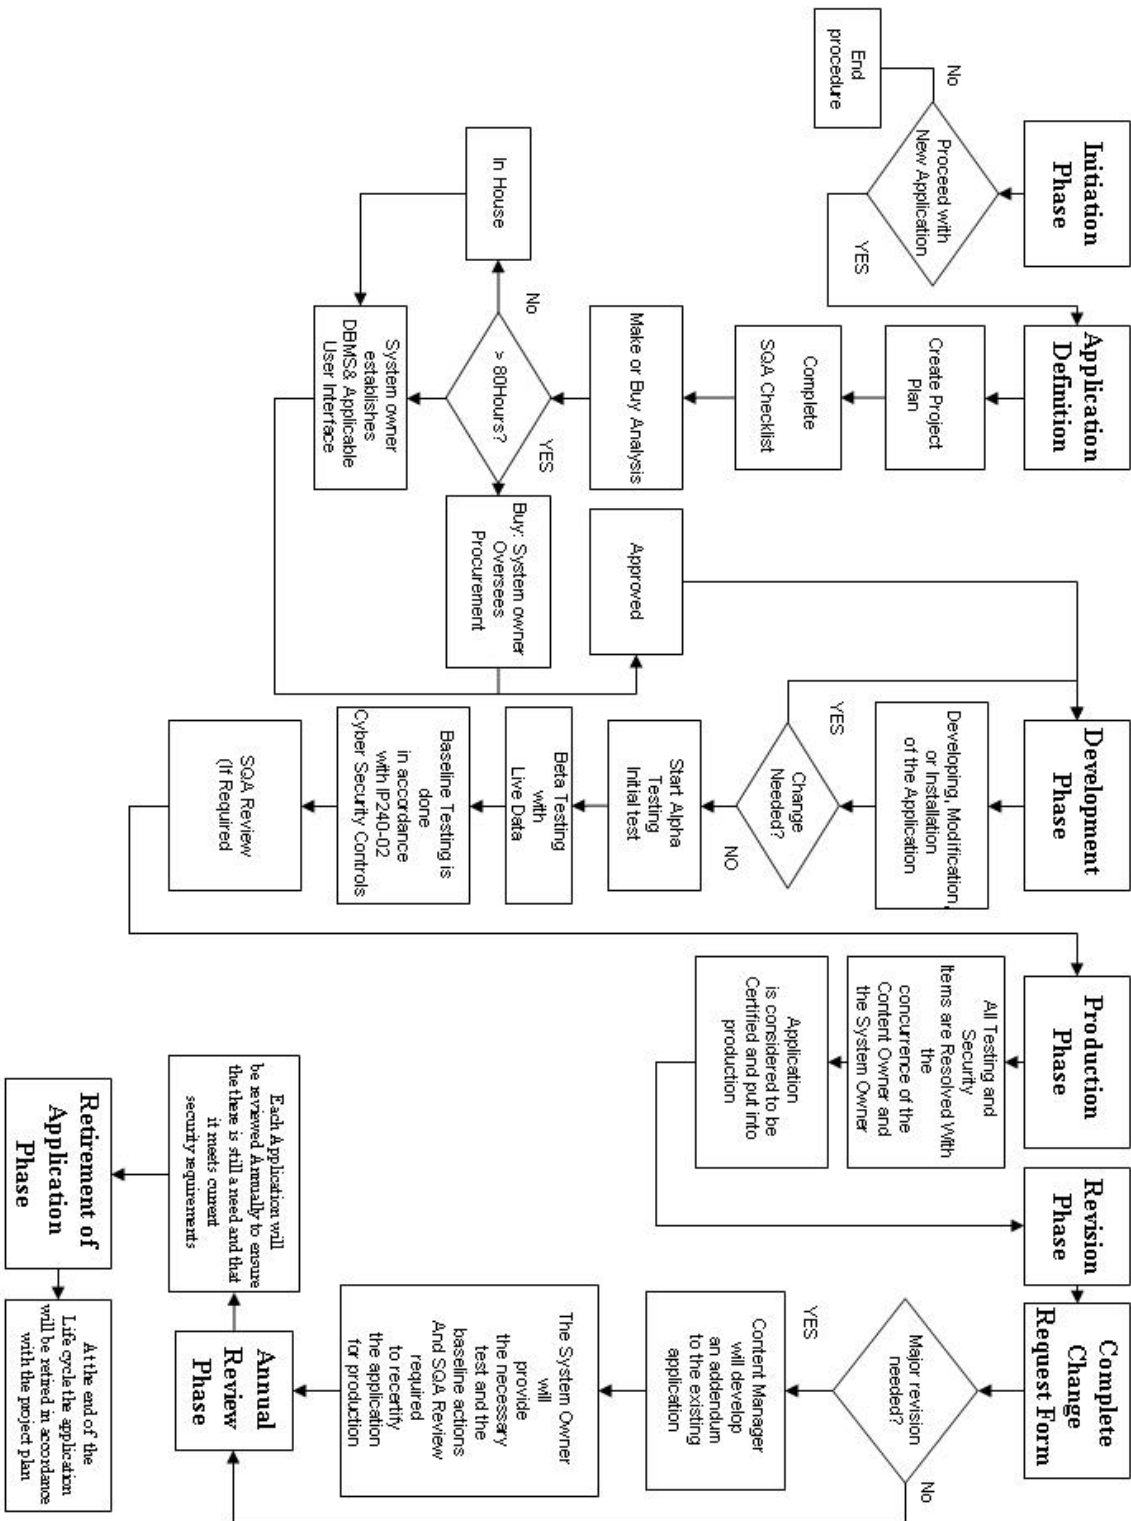 Initiation
Phase
Proceed with
New Application
No
End
procedure
YES
Application
Definition
Create Project
Plan
Complete
SQA Checklist
Make or Buy Analysis
> 80Hours?
No
In House
YES
Buy: System owner
Oversees
Procurement
System owner
establishes
DBMS& Applicable
User Interface
Approved
Development
Phase
Developing, Modification,
or Installation
of the Application
Change
Needed?
YES
NO
Start Alpha
Testing
Initial test
Beta Testing
with
Live Data
Baseline Testing is
done
in accordance
with IP240-02
Cyber Security Controls
SQA Review
(If Required)
Production
Phase
All Testing and
Security
Items are Resolved With
the
concurrence of the
Content Owner and
the System Owner
Application
is considered to be
Certified and put into
production
Revision
Phase
Complete
Change
Request Form
Major revision
needed?
YES
No
Content Manager
will develop
an addendum
to the existing
application
The System Owner
will
provide
the necessary
test and the
baseline actions
And SQA Review
required
to recertify
the application
for production
Annual
Review
Phase
Each Application will
be reviewed Annually to ensure
the there is still a need and that
it meets current
security requirements
Retirement of
Application
Phase
At the end of the
Life cycle the application
will be retired in accordance
with the project plan